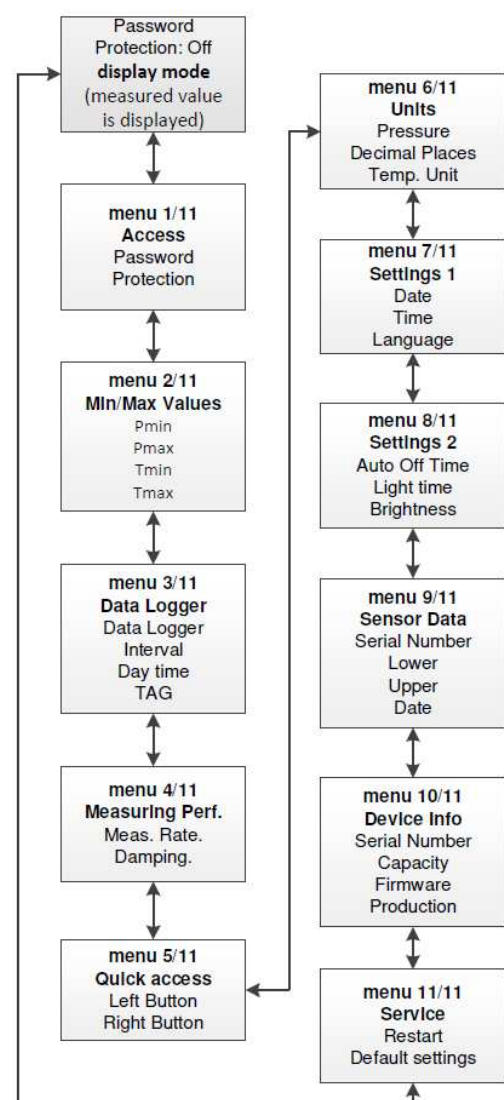 Password
Protection: Off
display mode
(measured value
is displayed)
menu 1/11
Access
Password
Protection
menu 2/11
Min/Max Values
Pmin
Pmax
Tmin
Tmax
menu 3/11
Data Logger
Data Logger
Interval
Day time
TAG
menu 4/11
Measuring Perf.
Meas. Rate.
Damping.
menu 5/11
Quick access
Left Button
Right Button
menu 6/11
Units
Pressure
Decimal Places
Temp. Unit
menu 7/11
Settings 1
Date
Time
Language
menu 8/11
Settings 2
Auto Off Time
Light time
Brightness
menu 9/11
Sensor Data
Serial Number
Lower
Upper
Date
menu 10/11
Device Info
Serial Number
Capacity
Firmware
Production
menu 11/11
Service
Restart
Default settings